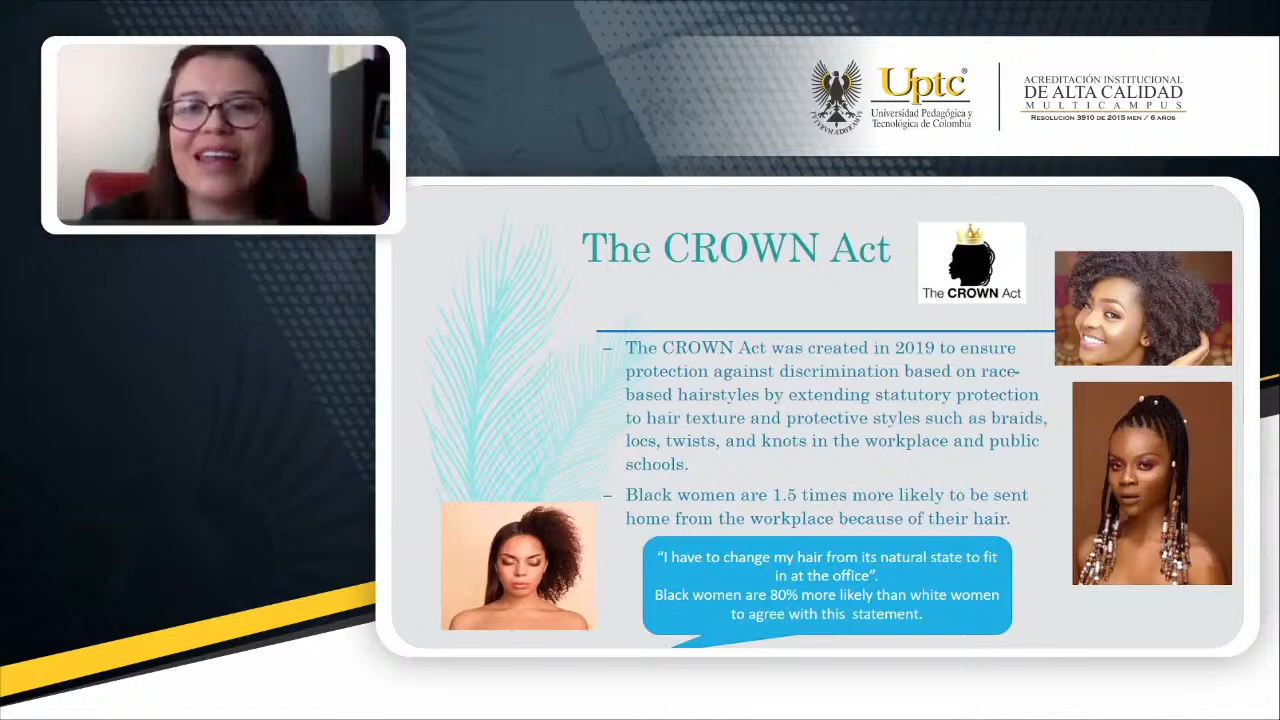 Uptc®
Universidad Pedagógica y
Tecnológica de Colombia
ACREDITACIÓN INSTITUCIONAL
DE ALTA CALIDAD
MULTICAMPUS
RESOLUCIÓN 3910 DE 2015 MEN / 6 AÑOS
The CROWN Act
The CROWN Act
– The CROWN Act was created in 2019 to ensure
protection against discrimination based on race-
based hairstyles by extending statutory protection
to hair texture and protective styles such as braids,
locs, twists, and knots in the workplace and public
schools.
– Black women are 1.5 times more likely to be sent
home from the workplace because of their hair.
“I have to change my hair from its natural state to fit
in at the office”.
Black women are 80% more likely than white women
to agree with this statement.